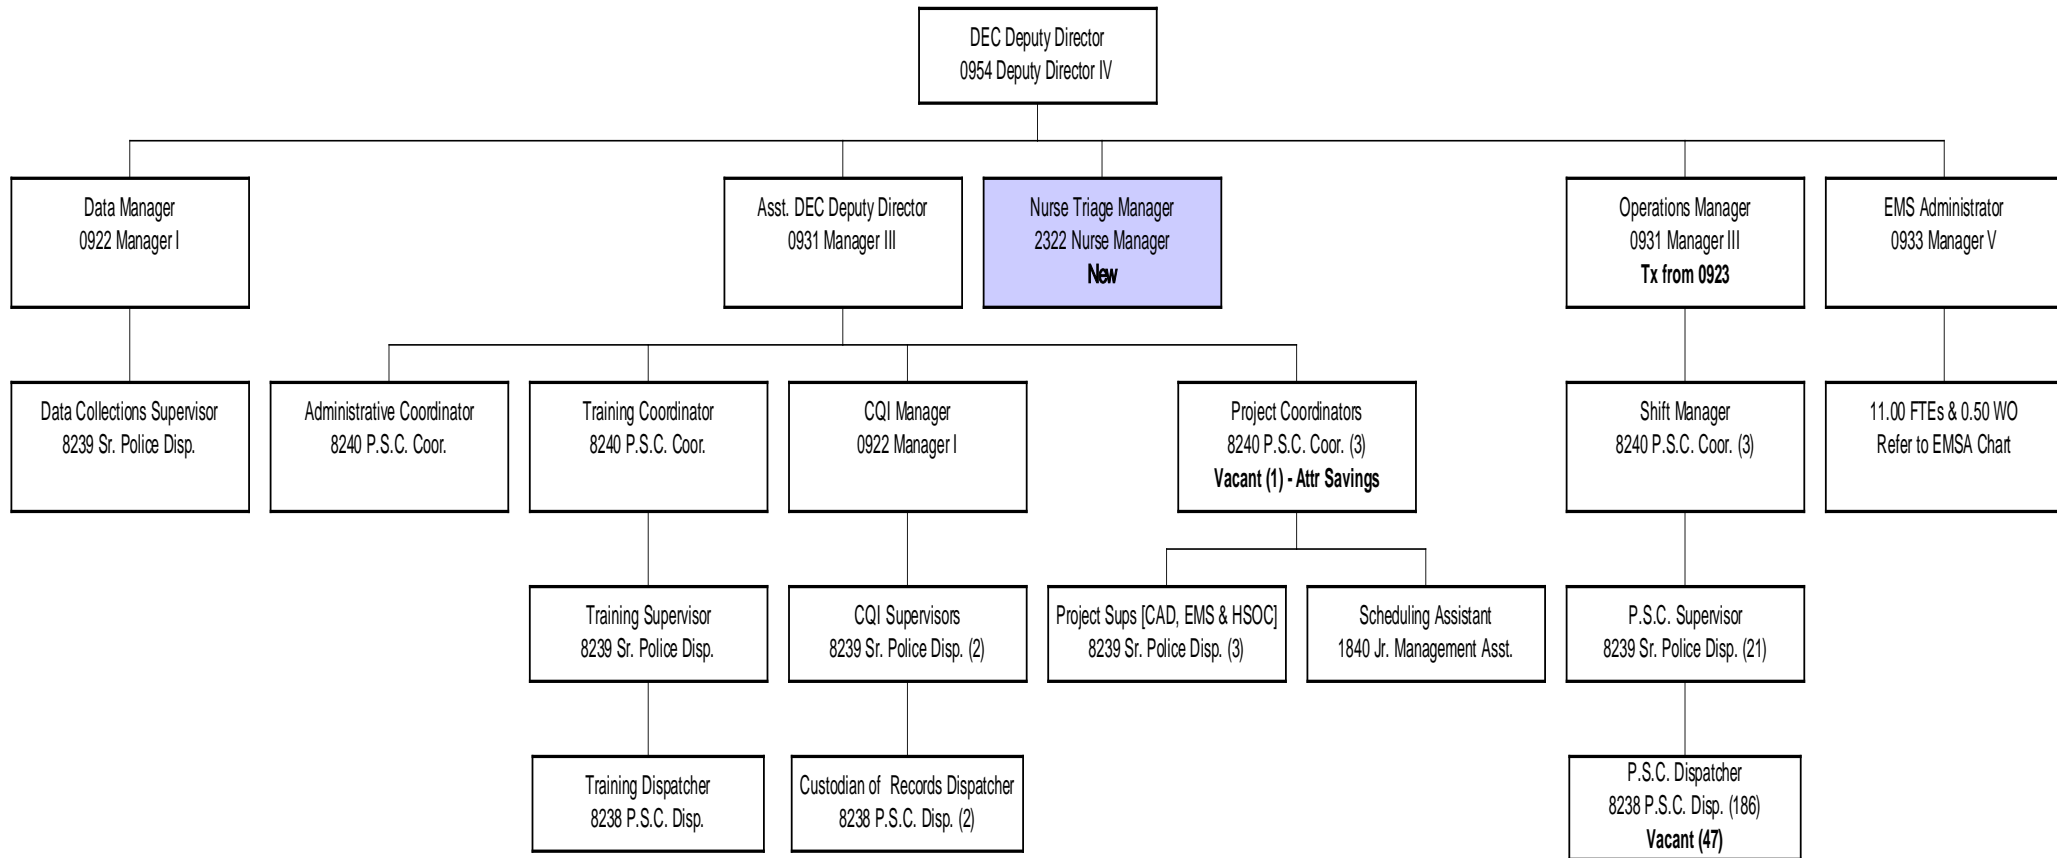 DEC Deputy Director
0954 Deputy Director IV
Data Manager
0922 Manager I
Asst. DEC Deputy Director
0931 Manager III
Nurse Triage Manager
2322 Nurse Manager
New
Operations Manager
0931 Manager III
Tx from 0923
EMS Administrator
0933 Manager V
Data Collections Supervisor
8239 Sr. Police Disp.
Administrative Coordinator
8240 P.S.C. Coor.
Training Coordinator
8240 P.S.C. Coor.
CQI Manager
0922 Manager I
Project Coordinators
8240 P.S.C. Coor. (3)
Vacant (1) - Attr Savings
Shift Manager
8240 P.S.C. Coor. (3)
11.00 FTEs & 0.50 WO
Refer to EMSA Chart
Training Supervisor
8239 Sr. Police Disp.
CQI Supervisors
8239 Sr. Police Disp. (2)
Project Sups [CAD, EMS & HSOC]
8239 Sr. Police Disp. (3)
Scheduling Assistant
1840 Jr. Management Asst.
P.S.C. Supervisor
8239 Sr. Police Disp. (21)
Training Dispatcher
8238 P.S.C. Disp.
Custodian of Records Dispatcher
8238 P.S.C. Disp. (2)
P.S.C. Dispatcher
8238 P.S.C. Disp. (186)
Vacant (47)